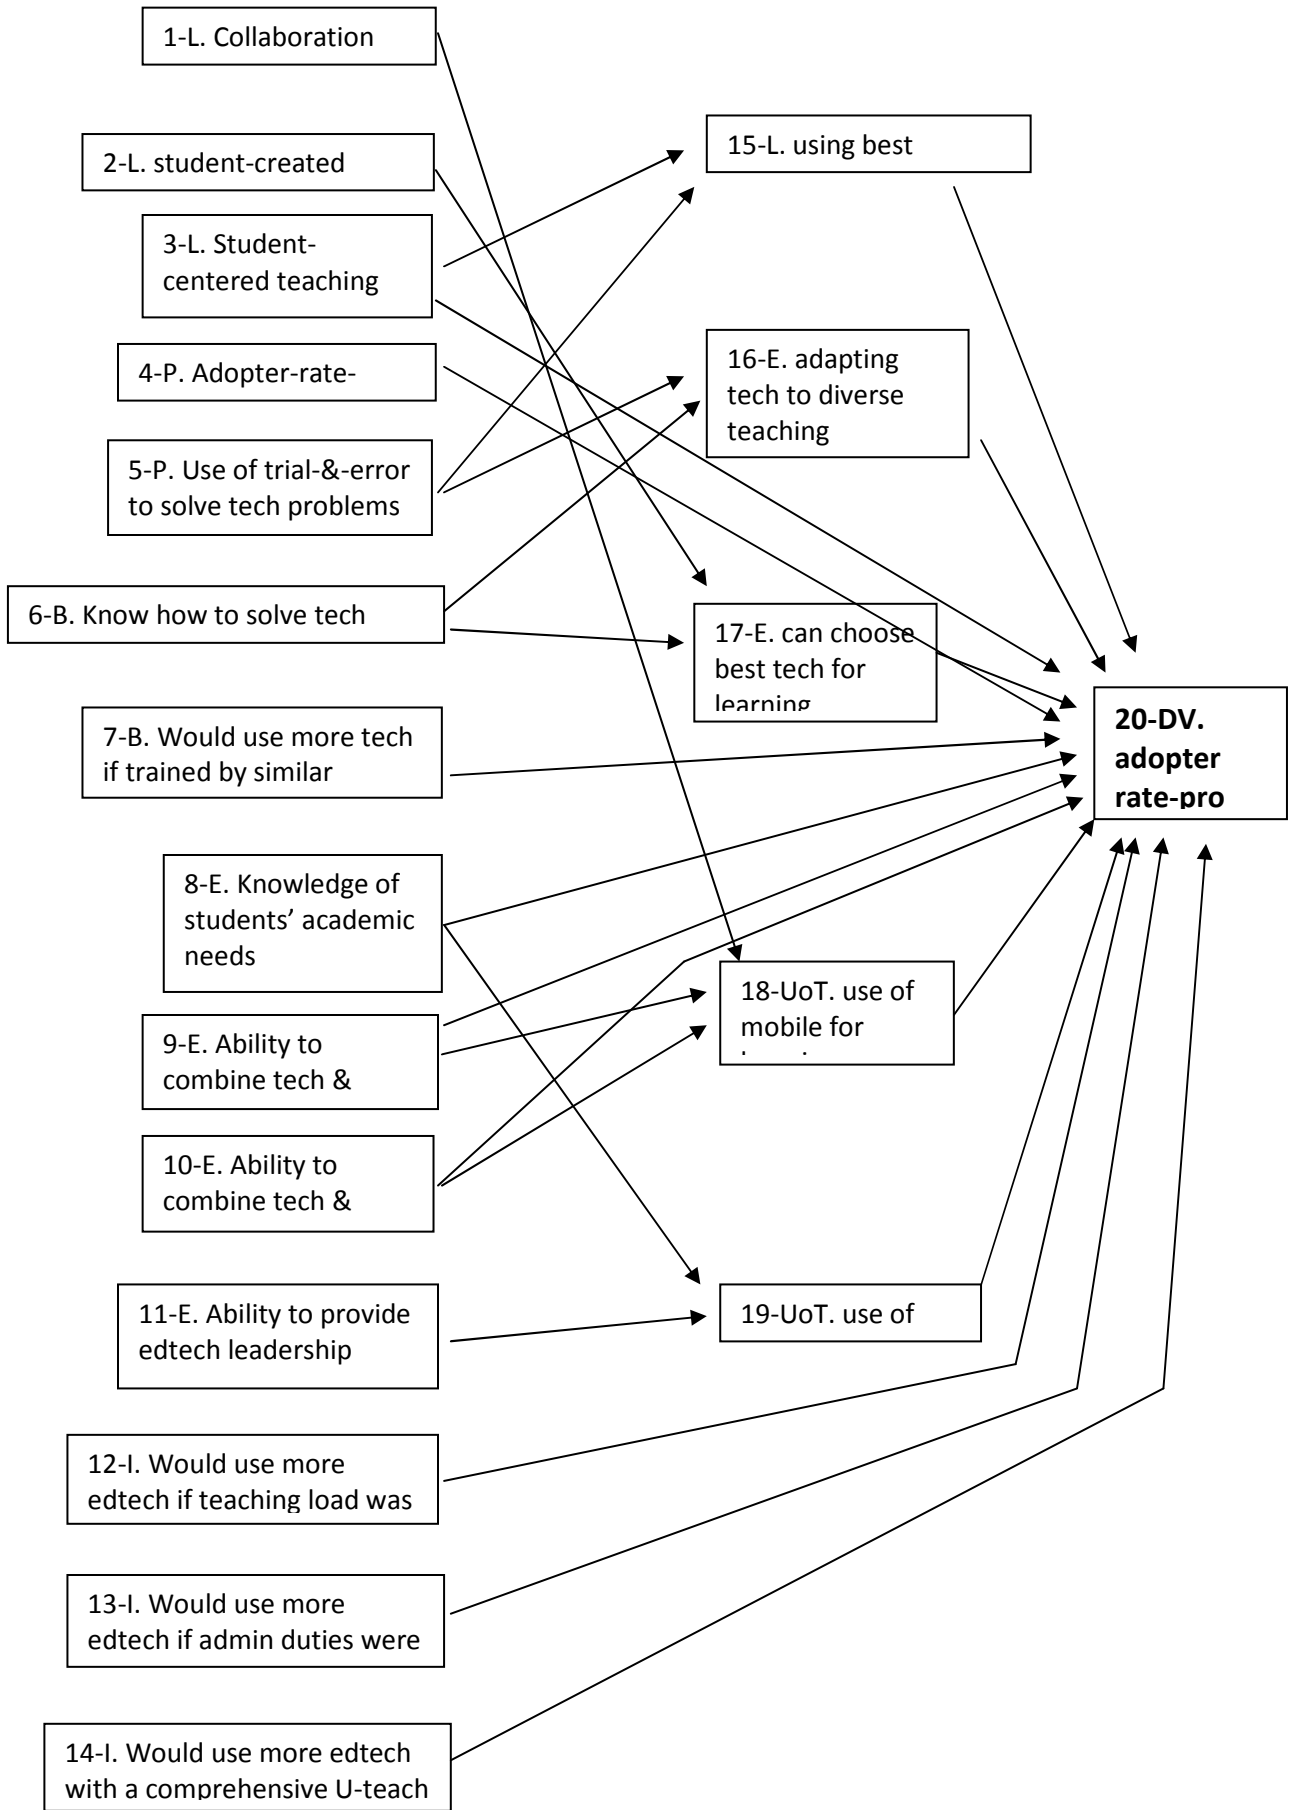 1-L. Collaboration
2-L. student-created
3-L. Student-
centered teaching
4-P. Adopter-rate-
5-P. Use of trial-&-error
to solve tech problems
6-B. Know how to solve tech
7-B. Would use more tech
if trained by similar
8-E. Knowledge of
students’ academic
needs
9-E. Ability to
combine tech &
10-E. Ability to
combine tech &
11-E. Ability to provide
edtech leadership
12-I. Would use more
edtech if teaching load was
13-I. Would use more
edtech if admin duties were
14-I. Would use more edtech
with a comprehensive U-teach
15-L. using best
16-E. adapting
tech to diverse
teaching
17-E. can choose
best tech for
learning
18-UoT. use of
mobile for
19-UoT. use of
20-DV.
adopter
rate-pro